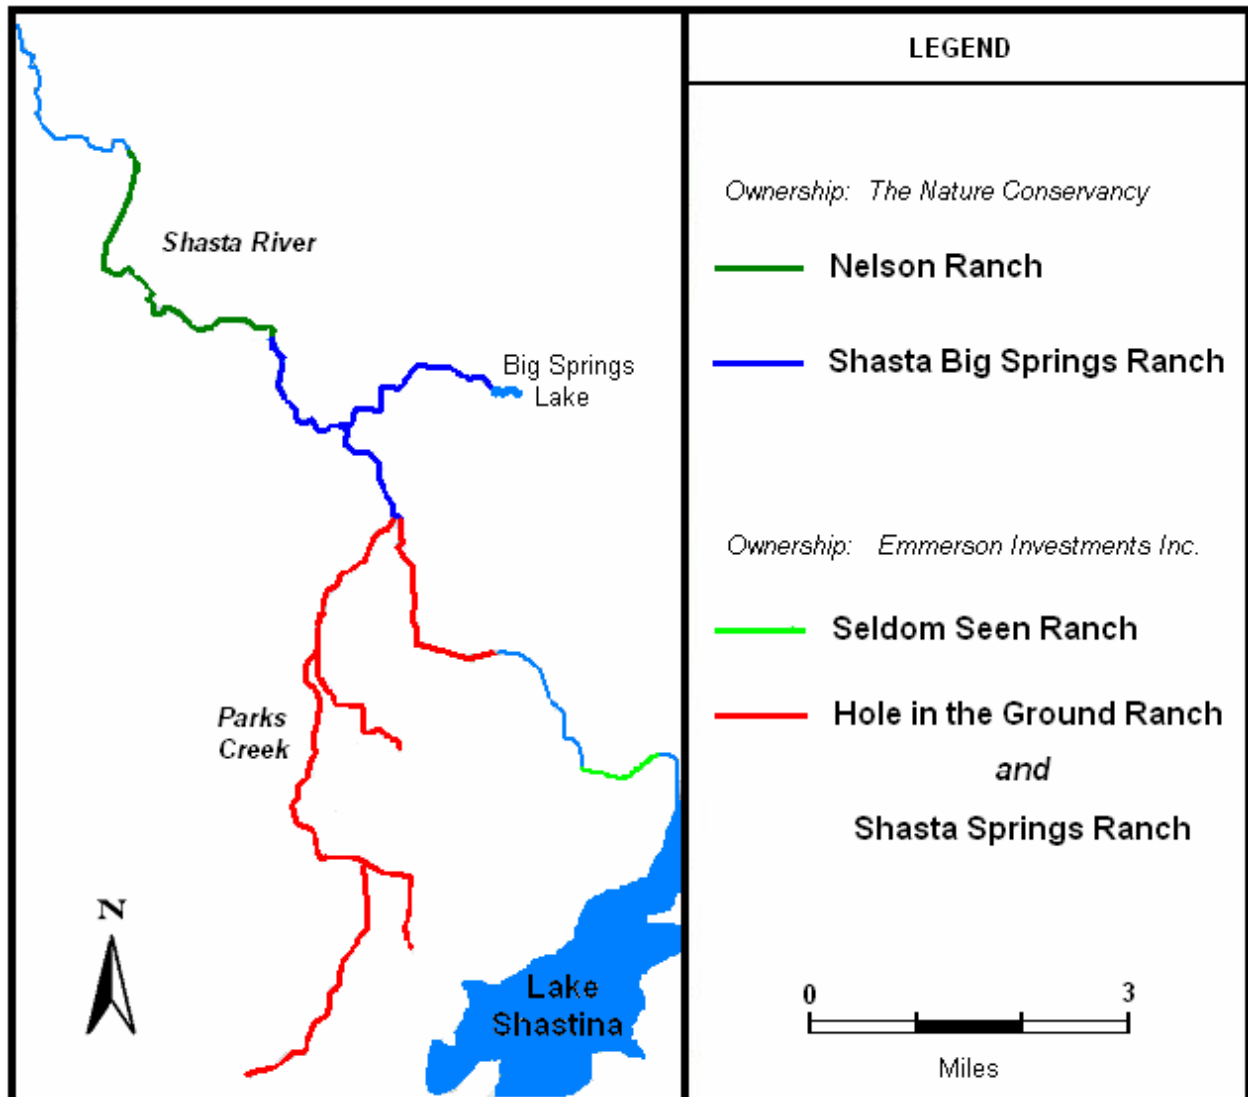 Shasta River
Big Springs
Lake
Parks
Creek
N
Lake
Shastina
LEGEND
Ownership: The Nature Conservancy
Nelson Ranch
Shasta Big Springs Ranch
Ownership: Emmerson Investments Inc.
Seldom Seen Ranch
Hole in the Ground Ranch
and
Shasta Springs Ranch
0 3
Miles